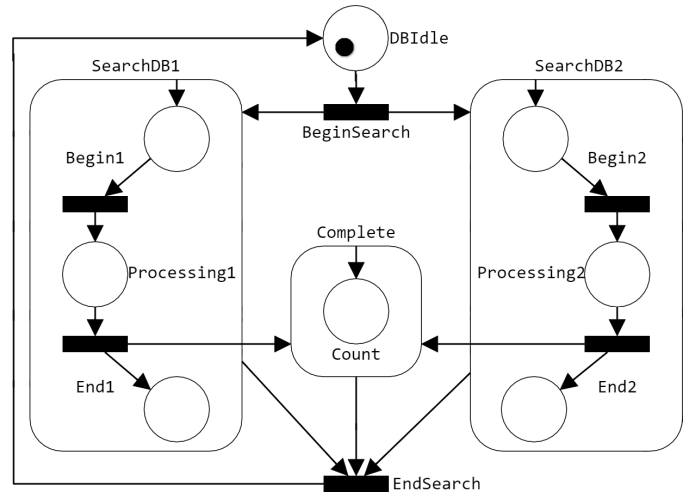 DBIdle
SearchDB1
SearchDB2
BeginSearch
Begin1
Begin2
Complete
Processing1
Processing2
Count
End1
End2
EndSearch